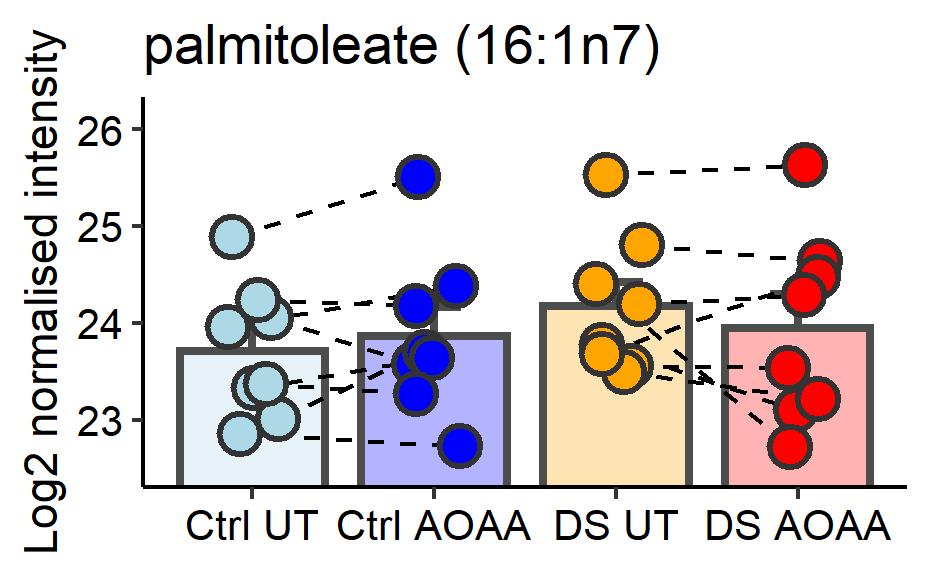 palmitoleate (16:1n7)
Log2 normalised intensity
26
25
24
23
Ctrl UT Ctrl AOAA DS UT DS AOAA